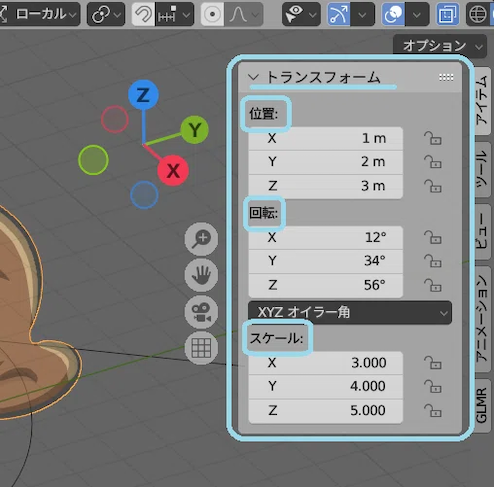 ローカル
オプション
トランスフォーム
位置:
X 1 m
Y 2 m
Z 3 m
回転:
X 12°
Y 34°
Z 56°
XYZ オイラー角
スケール:
X 3.000
Y 4.000
Z 5.000
Z
Y
X
アイテム
ツール
ビュー
アニメーション
GLMR